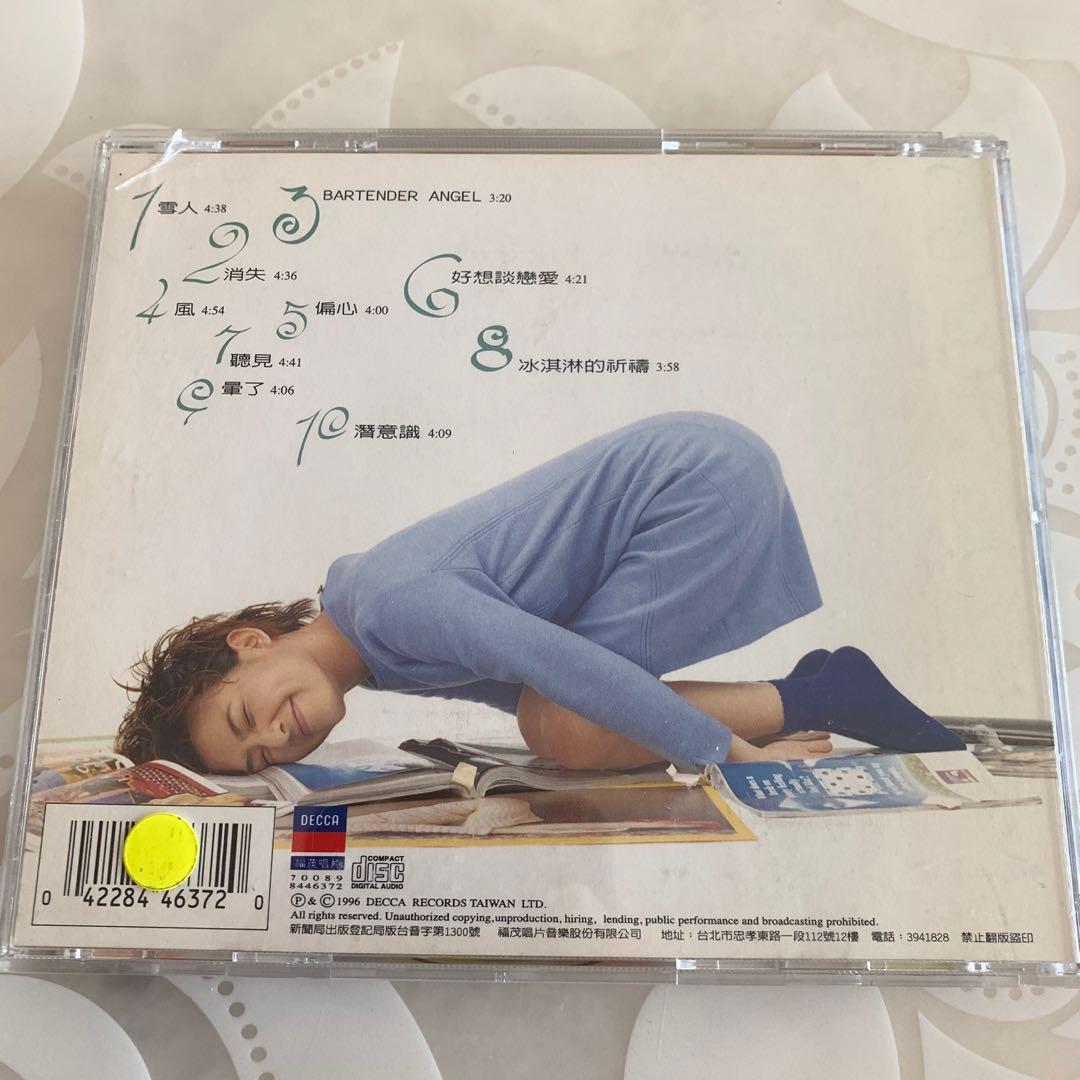 1 雪人 4:38
2 消失 4:36
3 BARTENDER ANGEL 3:20
4 風 4:54
5 偏心 4:00
6 好想談戀愛 4:21
7 聽見 4:41
8 冰淇淋的祈禱 3:58
9 暈了 4:06
10 潛意識 4:09
DECCA
福茂唱片
70089
8446372
COMPACT
disc
DIGITAL AUDIO
0 42284 46372 0
℗ & © 1996 DECCA RECORDS TAIWAN LTD.
All rights reserved. Unauthorized copying,unproduction, hiring, lending, public performance and broadcasting prohibited.
新聞局出版登記局版台音字第1300號 福茂唱片音樂股份有限公司 地址：台北市忠孝東路一段112號12樓 電話：3941828 禁止翻版盜印